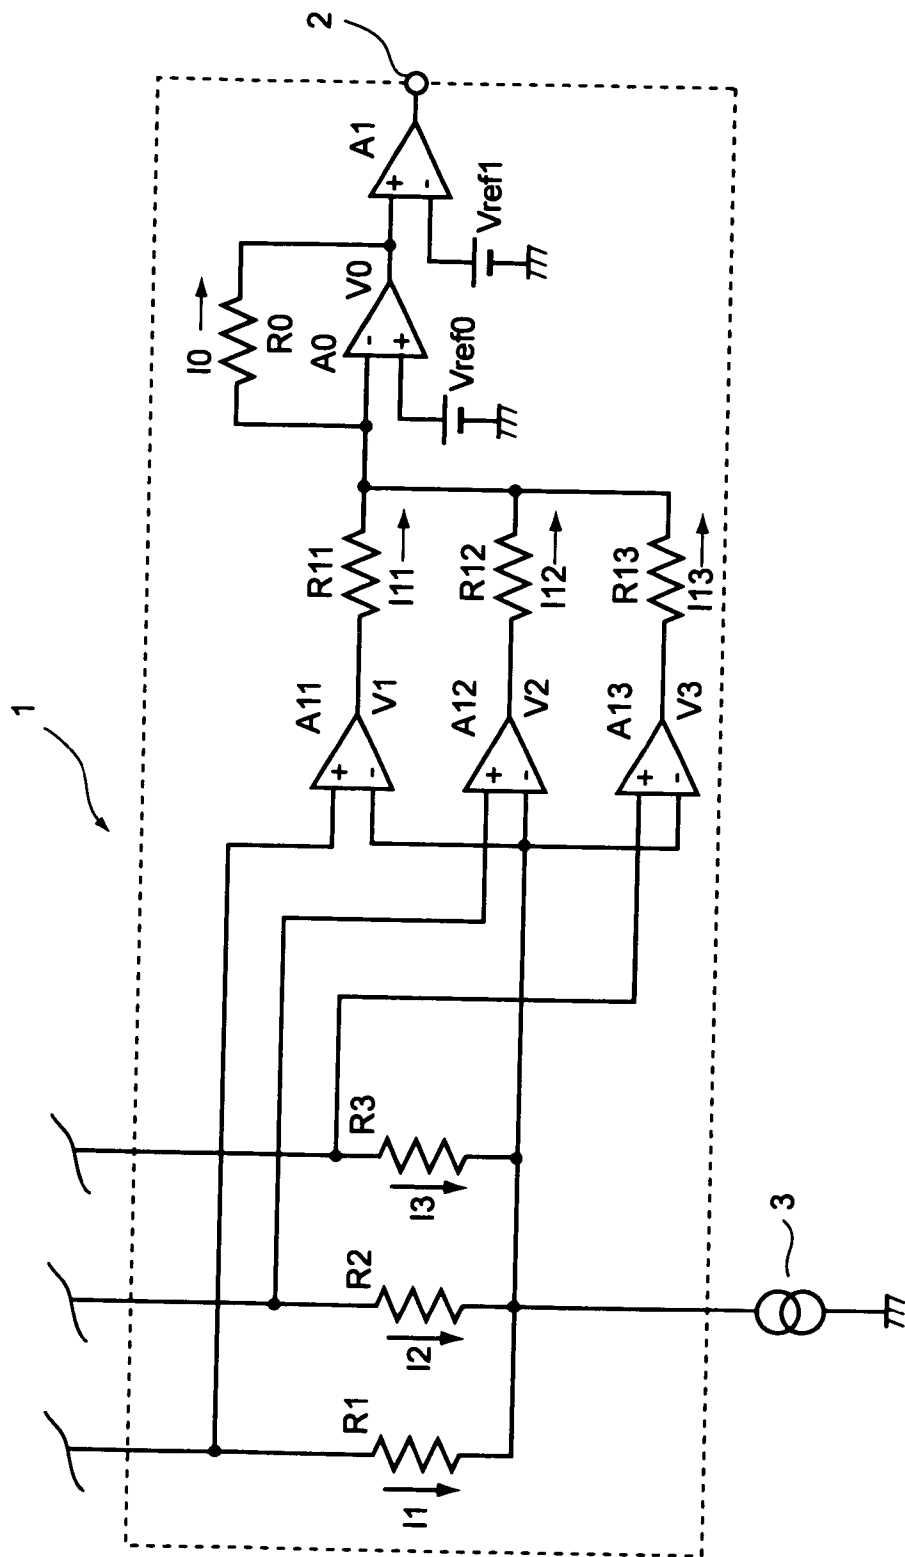 1
2
I0
R0
V0
A0
A1
Vref0
Vref1
+
-
-
+
A11
V1
R11
I11
+
-
A12
V2
R12
I12
+
-
A13
V3
R13
I13
+
-
R1
R2
R3
I1
I2
I3
3